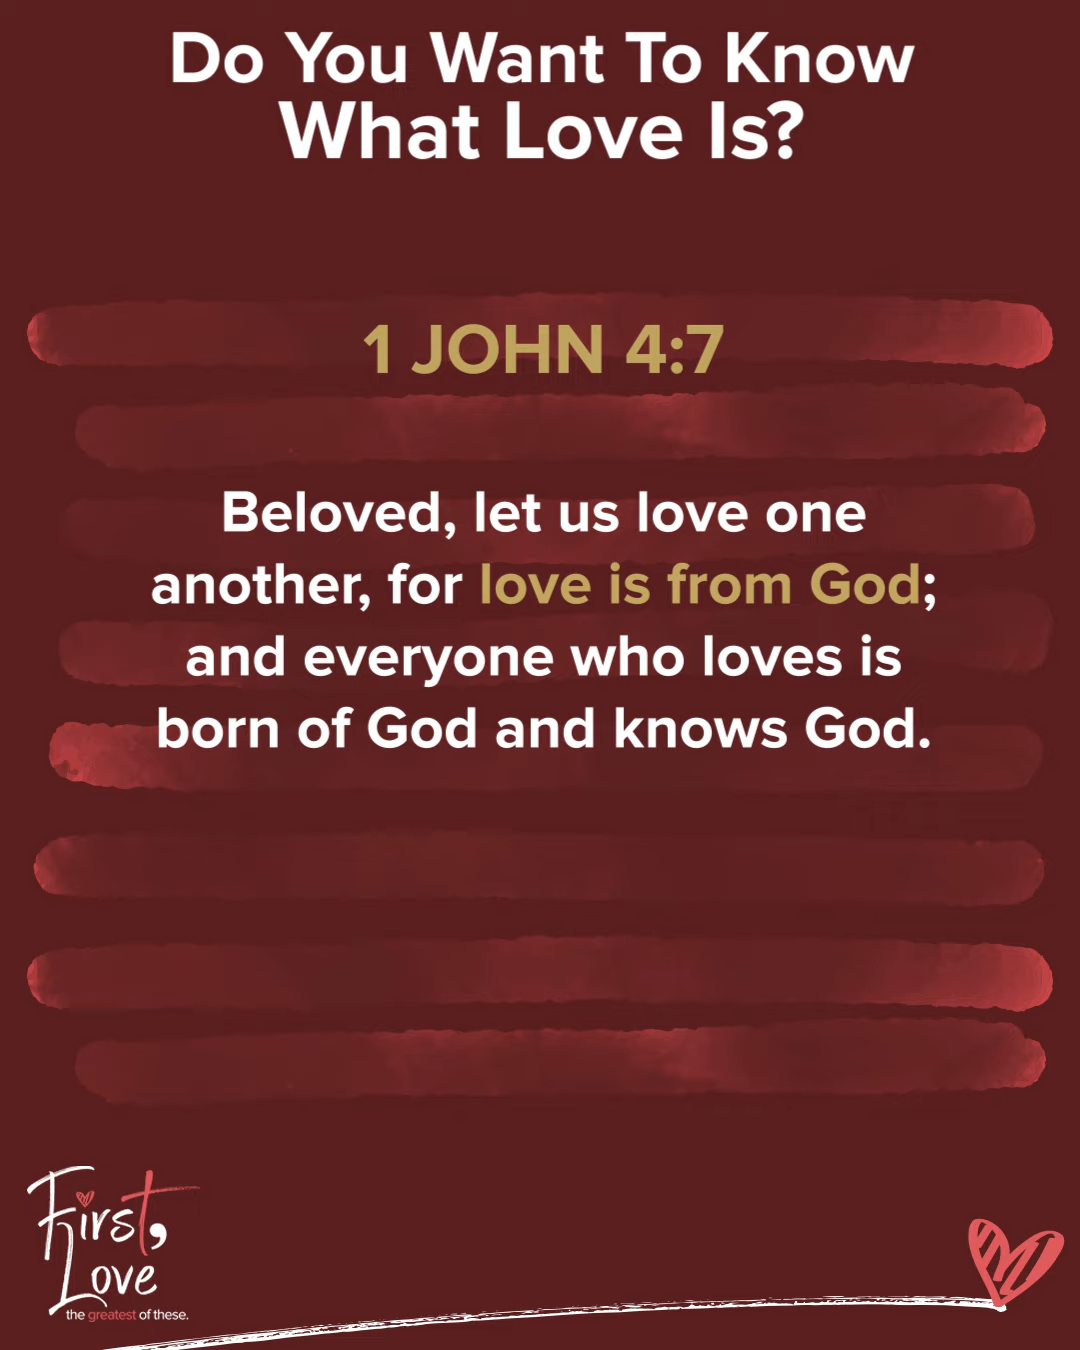 Do You Want To Know
What Love Is?
1 JOHN 4:7
Beloved, let us love one
another, for love is from God;
and everyone who loves is
born of God and knows God.
First,
Love
the greatest of these.